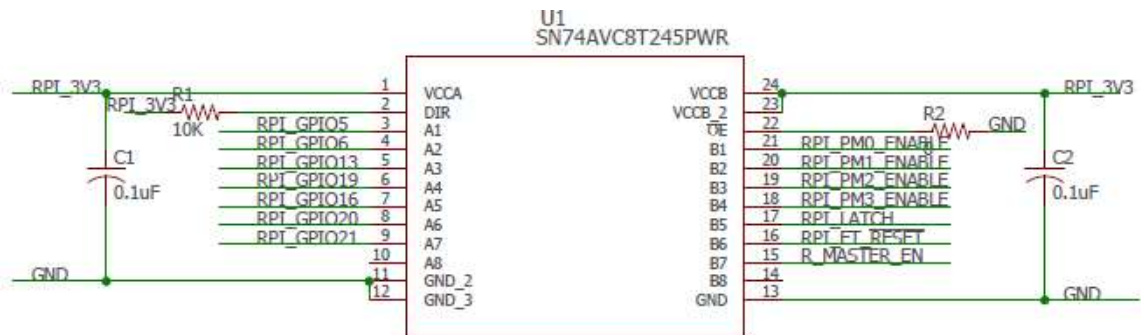 U1
SN74AVC8T245PWR
RPI_3V3 1 VCCA VCCB 24 RPI_3V3
RPI_3V3 R1 2 DIR VCCB_2 23
10K RPI_GPIO5 3 A1 OE 22 R2 GND
RPI_GPIO6 4 A2 B1 21 RPI_PM0_ENABLE
C1 RPI_GPIO13 5 A3 B2 20 RPI_PM1_ENABLE C2
0.1uF RPI_GPIO19 6 A4 B3 19 RPI_PM2_ENABLE 0.1uF
RPI_GPIO16 7 A5 B4 18 RPI_PM3_ENABLE
RPI_GPIO20 8 A6 B5 17 RPI_LATCH
RPI_GPIO21 9 A7 B6 16 RPI_FT_RESET
10 A8 B7 15 R_MASTER_EN
GND 11 GND_2 B8 14
12 GND_3 GND 13 GND